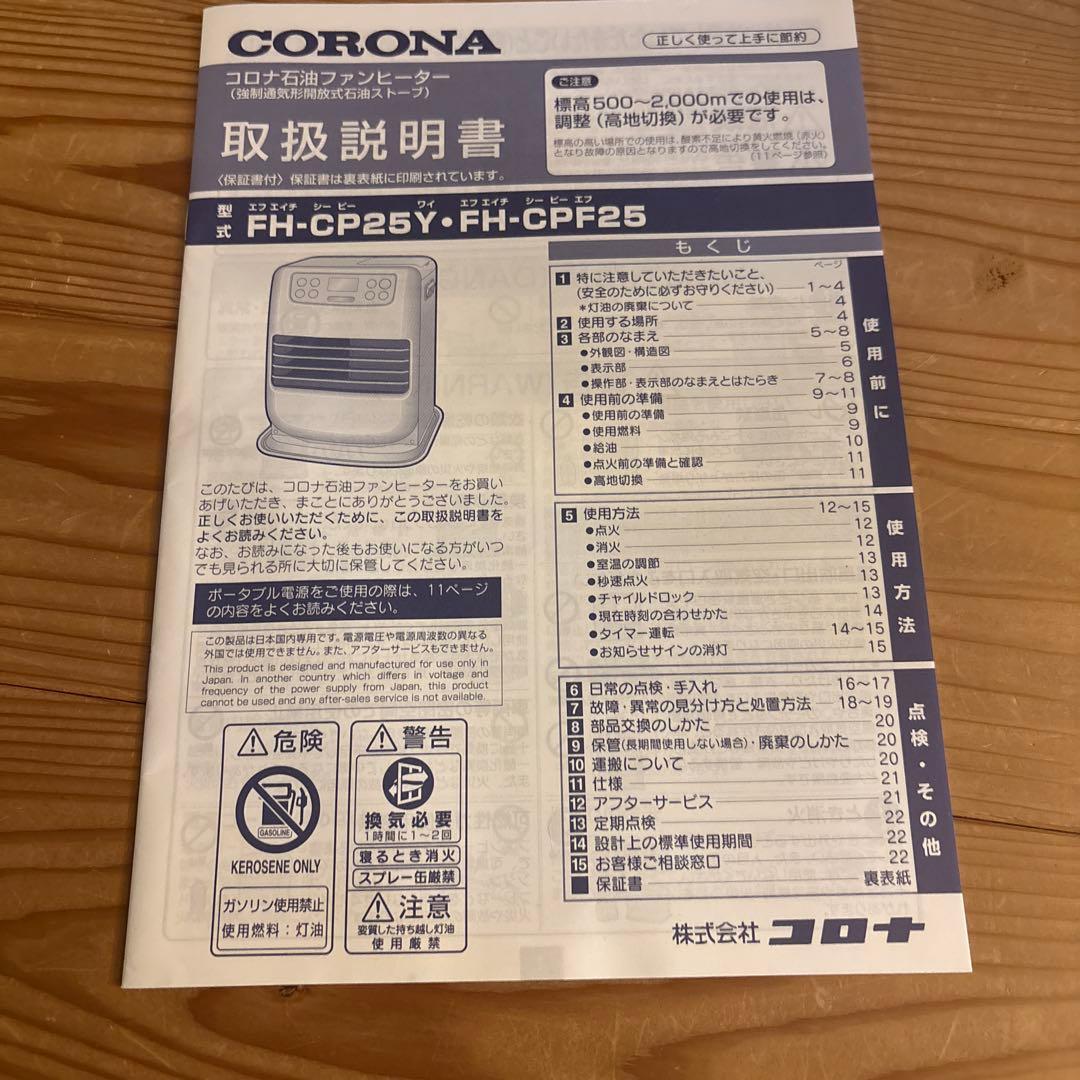 CORONA
正しく使って上手に節約
コロナ石油ファンヒーター
(強制通気形開放式石油ストーブ)
取扱説明書
〈保証書付〉保証書は裏表紙に印刷されています。
ご注意
標高500〜2,000mでの使用は、
調整(高地切換)が必要です。
標高の高い場所での使用は、酸素不足により黄火燃焼(赤火)
となり故障の原因となりますので高地切換をしてください。
(11ページ参照)
型式
エフ エイチ シー ピー ワイ エフ エイチ シー ピー エフ
FH-CP25Y・FH-CPF25
もくじ
ページ
1 特に注意していただきたいこと、
(安全のために必ずお守りください) 1〜4
*灯油の廃棄について 4
2 使用する場所 4
3 各部のなまえ 5〜8
●外観図・構造図 5
●表示部 6
●操作部・表示部のなまえとはたらき 7〜8
4 使用前の準備 9〜11
●使用前の準備 9
●使用燃料 9
●給油 10
●点火前の準備と確認 11
●高地切換 11
使用前に
5 使用方法 12〜15
●点火 12
●消火 12
●室温の調節 13
●秒速点火 13
●チャイルドロック 13
●現在時刻の合わせかた 14
●タイマー運転 14〜15
●お知らせサインの消灯 15
使用方法
6 日常の点検・手入れ 16〜17
7 故障・異常の見分け方と処置方法 18〜19
8 部品交換のしかた 20
9 保管(長期間使用しない場合)・廃棄のしかた 20
10 運搬について 20
11 仕様 21
12 アフターサービス 21
13 定期点検 22
14 設計上の標準使用期間 22
15 お客様ご相談窓口 22
保証書 裏表紙
点検・その他
このたびは、コロナ石油ファンヒーターをお買い
あげいただき、まことにありがとうございました。
正しくお使いいただくために、この取扱説明書を
よくお読みください。
なお、お読みになった後もお使いになる方がいつ
でも見られる所に大切に保管してください。
ポータブル電源をご使用の際は、11ページ
の内容をよくお読みください。
この製品は日本国内専用です。電源電圧や電源周波数の異なる
外国では使用できません。また、アフターサービスもできません。
This product is designed and manufactured for use only in
Japan. In another country which differs in voltage and
frequency of the power supply from Japan, this product
cannot be used and any after-sales service is not available.
危険
GASOLINE
KEROSENE ONLY
ガソリン使用禁止
使用燃料：灯油
警告
換気必要
1時間に1〜2回
寝るとき消火
スプレー缶厳禁
注意
変質した持ち越し灯油
使用厳禁
株式会社 コロナ